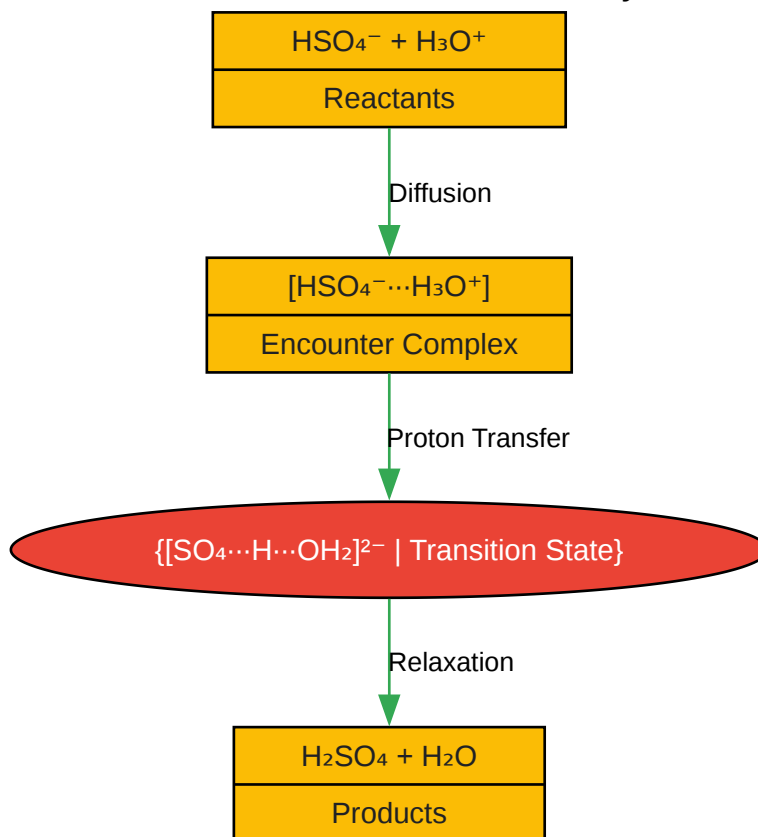 HSO₄⁻ + H₃O⁺
Reactants
Diffusion
[HSO₄⁻···H₃O⁺]
Encounter Complex
Proton Transfer
{[SO₄···H···OH₂]²⁻ | Transition State}
Relaxation
H₂SO₄ + H₂O
Products